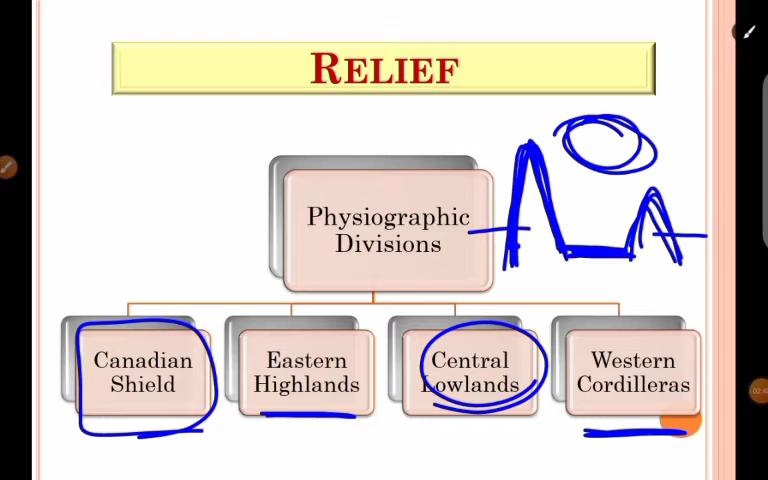 RELIEF
Physiographic
Divisions
Canadian
Shield
Eastern
Highlands
Central
Lowlands
Western
Cordilleras